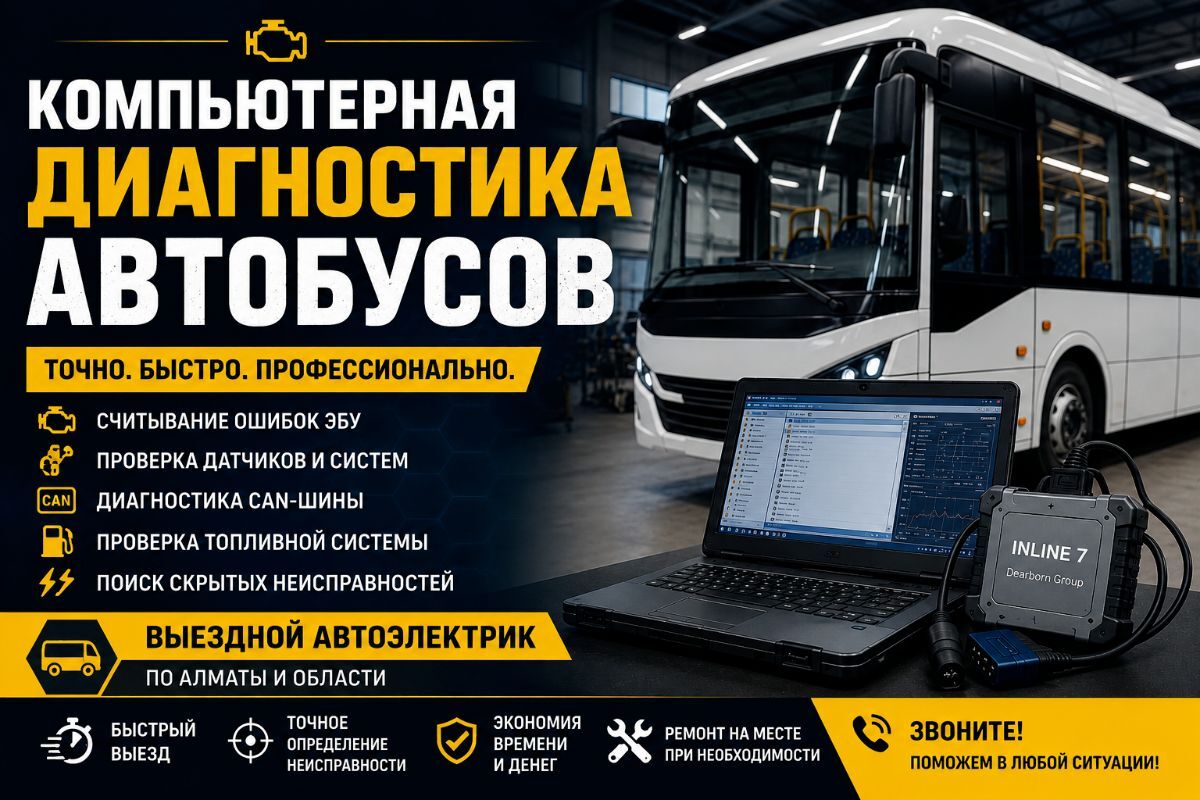 КОМПЬЮТЕРНАЯ
ДИАГНОСТИКА
АВТОБУСОВ
ТОЧНО. БЫСТРО. ПРОФЕССИОНАЛЬНО.
СЧИТЫВАНИЕ ОШИБОК ЭБУ
ПРОВЕРКА ДАТЧИКОВ И СИСТЕМ
CAN
ДИАГНОСТИКА CAN-ШИНЫ
ПРОВЕРКА ТОПЛИВНОЙ СИСТЕМЫ
ПОИСК СКРЫТЫХ НЕИСПРАВНОСТЕЙ
INLINE 7
Dearborn Group
ВЫЕЗДНОЙ АВТОЭЛЕКТРИК
ПО АЛМАТЫ И ОБЛАСТИ
БЫСТРЫЙ
ВЫЕЗД
ТОЧНОЕ
ОПРЕДЕЛЕНИЕ
НЕИСПРАВНОСТИ
ЭКОНОМИЯ
ВРЕМЕНИ
И ДЕНЕГ
РЕМОНТ НА МЕСТЕ
ПРИ НЕОБХОДИМОСТИ
ЗВОНИТЕ!
ПОМОЖЕМ В ЛЮБОЙ СИТУАЦИИ!